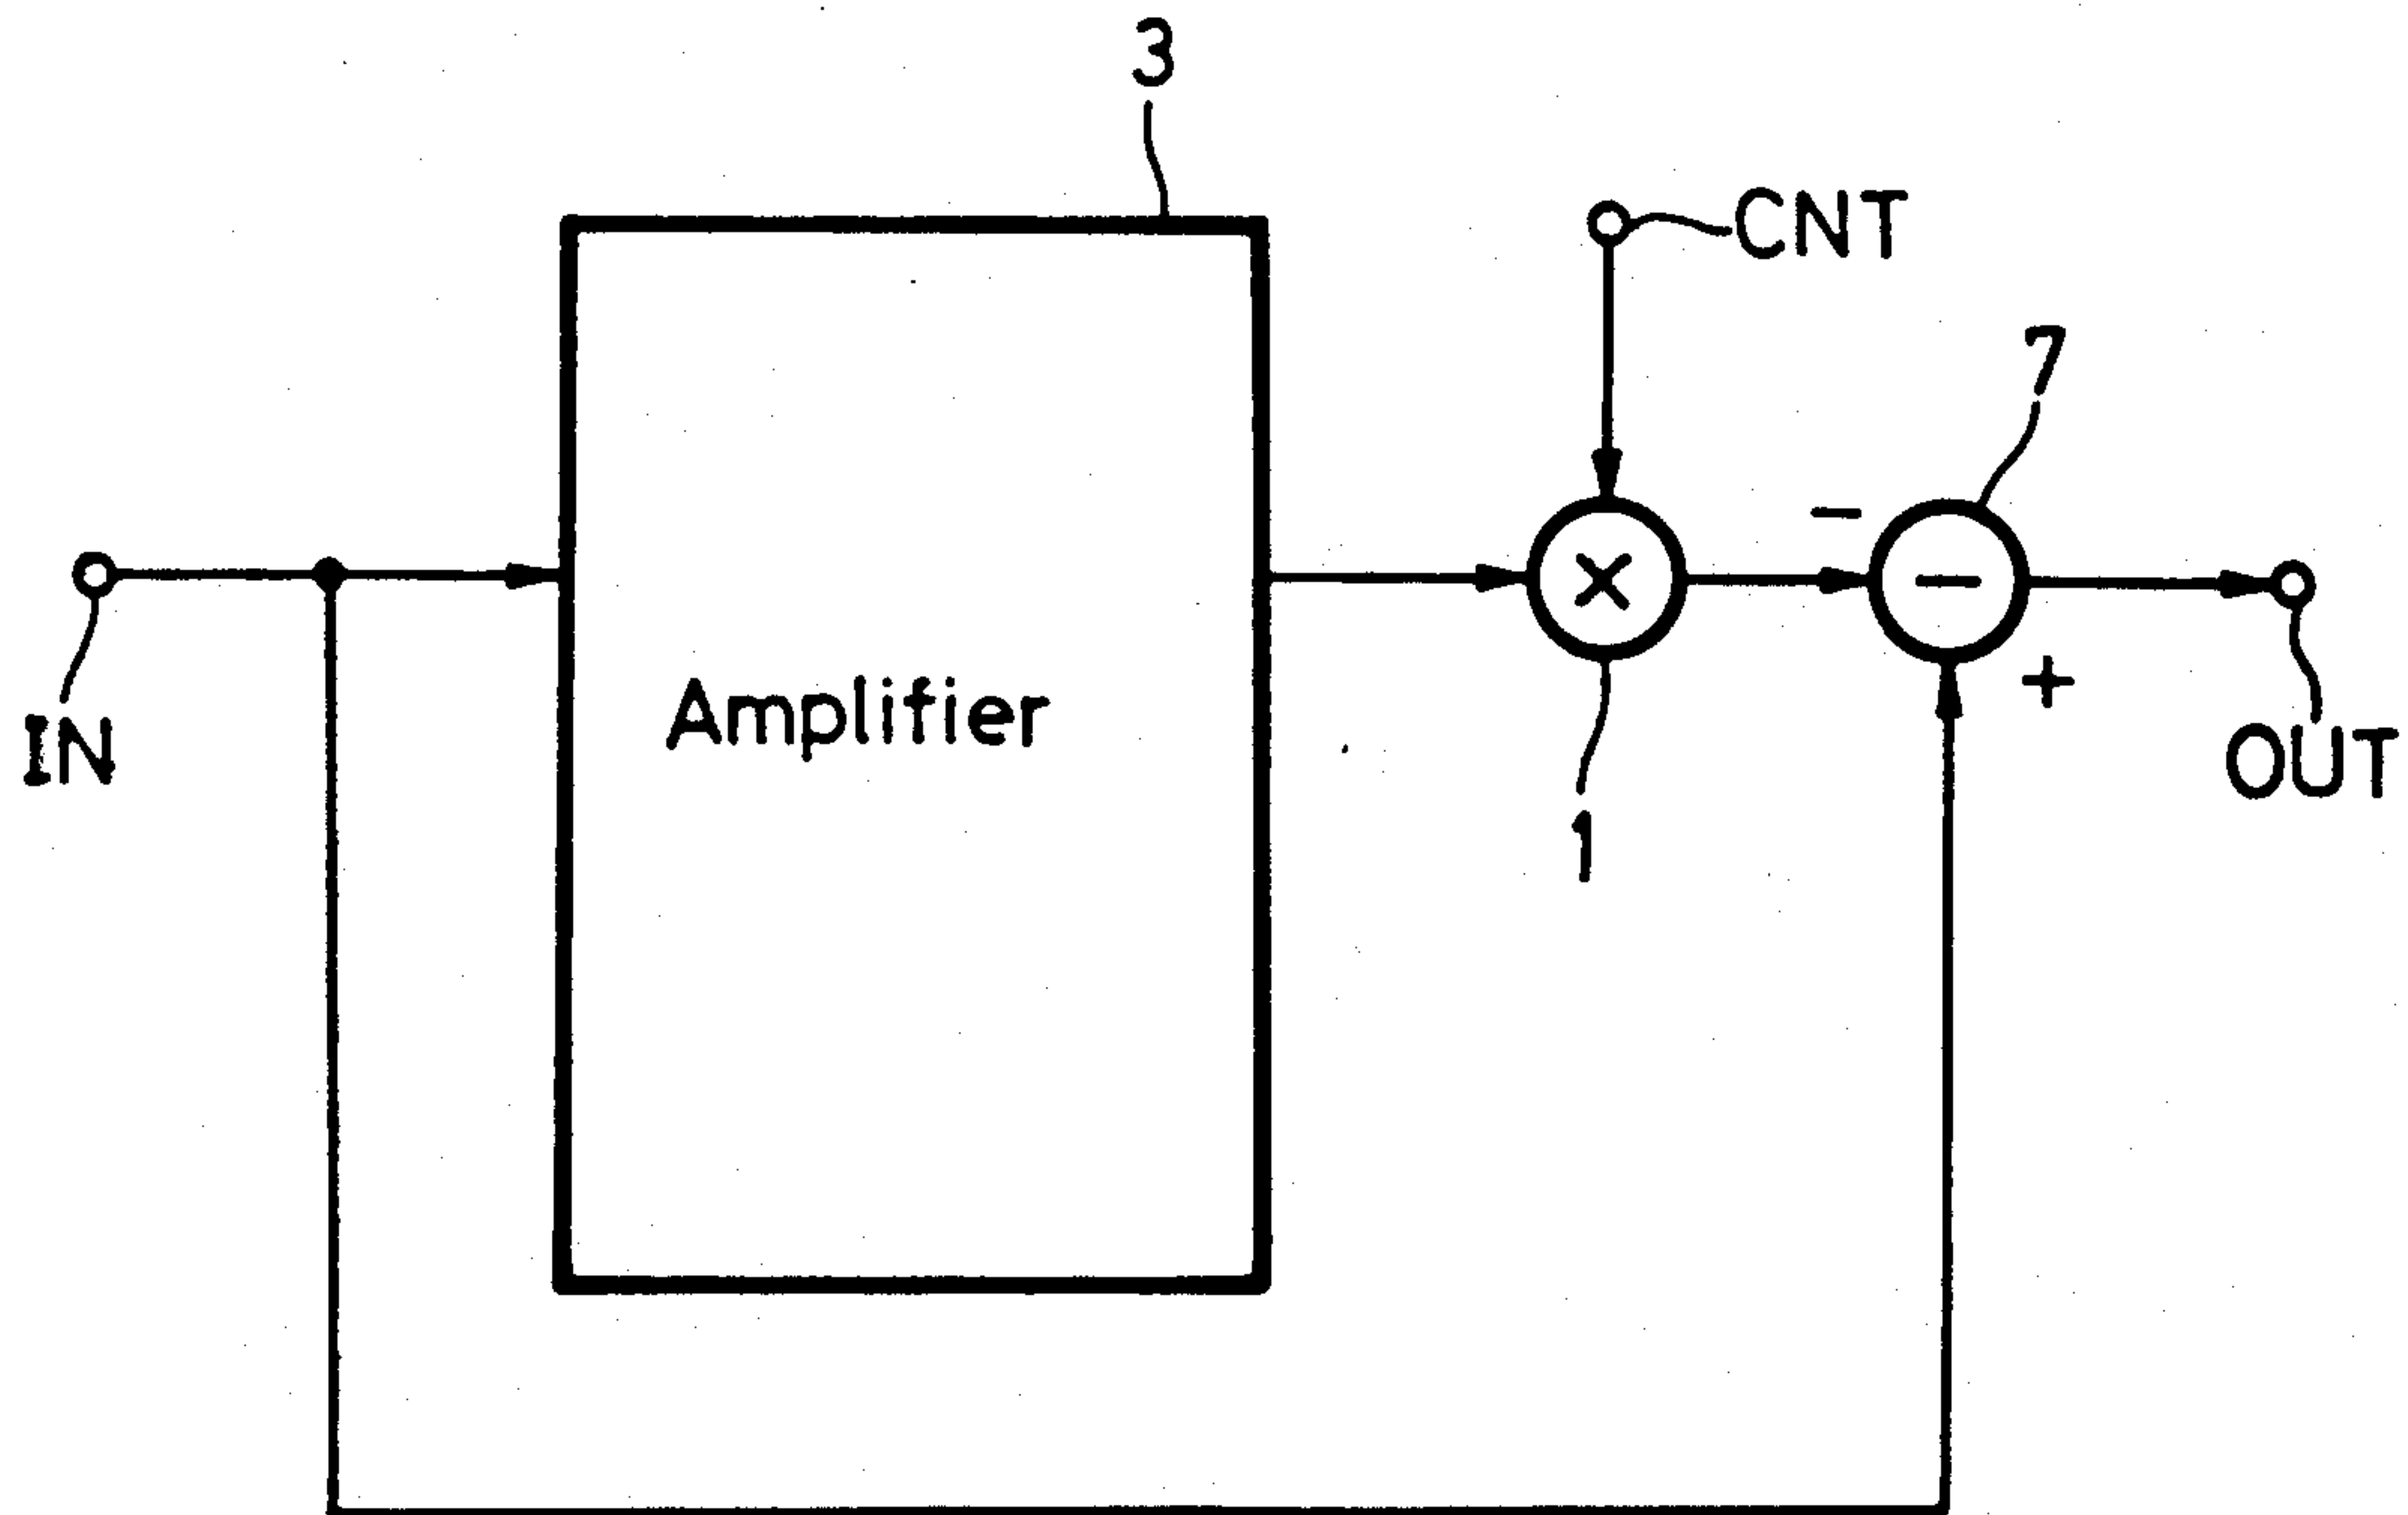 3
CNT
7
×
-
-
IN
Amplifier
+
OUT
1